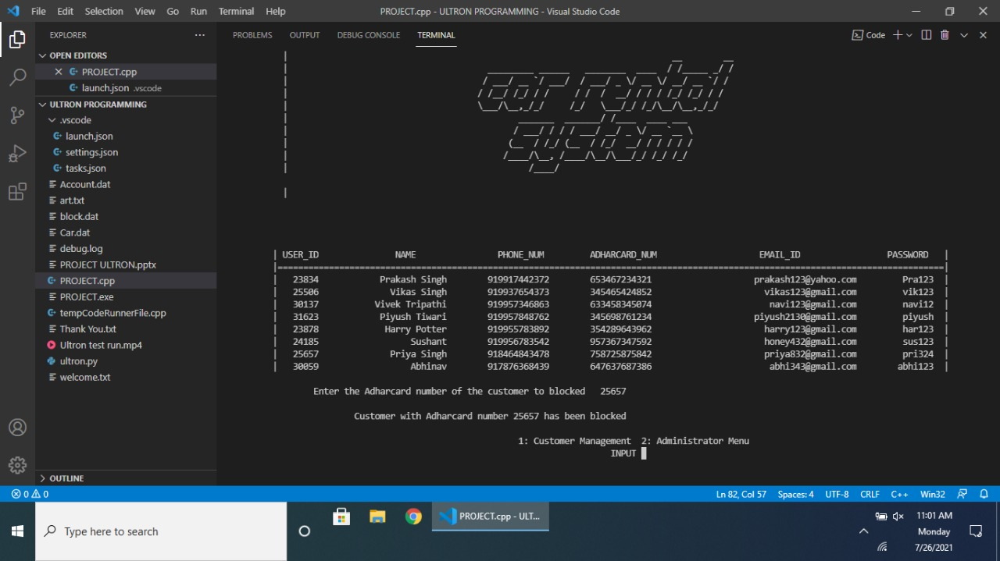 File Edit Selection View Go Run Terminal Help PROJECT.cpp - ULTRON PROGRAMMING - Visual Studio Code
EXPLORER
OPEN EDITORS
PROJECT.cpp
launch.json .vscode
ULTRON PROGRAMMING
.vscode
launch.json
settings.json
tasks.json
Account.dat
art.txt
block.dat
Car.dat
debug.log
PROJECT ULTRON.pptx
PROJECT.cpp
PROJECT.exe
tempCodeRunnerFile.cpp
Thank You.txt
Ultron test run.mp4
ultron.py
welcome.txt
OUTLINE
PROBLEMS OUTPUT DEBUG CONSOLE TERMINAL Code
car rental
system
| USER_ID NAME PHONE_NUM ADHARCARD_NUM EMAIL_ID PASSWORD |
| 23834 Prakash Singh 919917442372 653467234321 prakash123@yahoo.com Pra123 |
| 25506 Vikas Singh 919937654373 345465424852 vikas123@gmail.com vik123 |
| 30137 Vivek Tripathi 919957346863 633458345074 navi123@gmail.com navi12 |
| 31623 Piyush Tiwari 919957848762 345698761234 piyush2130@gmail.com piyush |
| 23878 Harry Potter 919955783892 354289643962 harry123@gmail.com har123 |
| 24185 Sushant 919956783542 957367347592 honey432@gmail.com sus123 |
| 25657 Priya Singh 918464843478 758725875842 priya832@gmail.com pri324 |
| 30059 Abhinav 917876368439 647637687386 abhi343@gmail.com abhi123 |
Enter the Adharcard number of the customer to blocked 25657
Customer with Adharcard number 25657 has been blocked
1: Customer Management 2: Administrator Menu
INPUT
0 0 Ln 82, Col 57 Spaces: 4 UTF-8 CRLF C++ Win32
Type here to search
PROJECT.cpp - ULT...
11:01 AM
Monday
7/26/2021